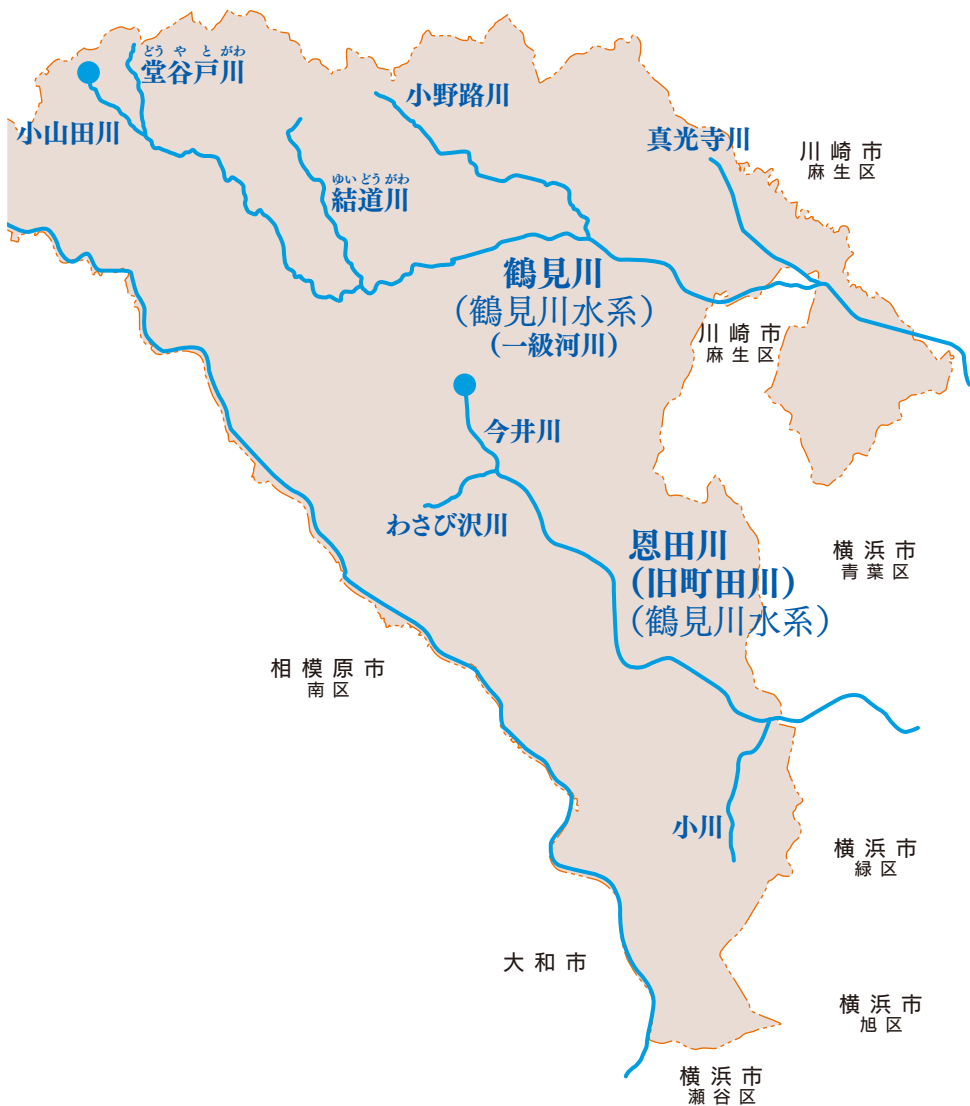 どうやとがわ
堂谷戸川
小野路川
小山田川
真光寺川
川崎市
麻生区
ゆいどうがわ
結道川
鶴見川
（鶴見川水系）
（一級河川）
川崎市
麻生区
今井川
わさび沢川
恩田川
（旧町田川）
（鶴見川水系）
横浜市
青葉区
相模原市
南区
小川
横浜市
緑区
大和市
横浜市
旭区
横浜市
瀬谷区